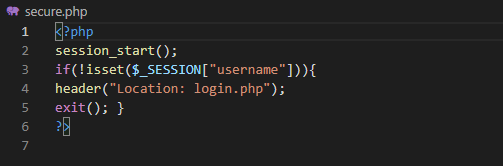 secure.php
1 <?php
2 session_start();
3 if(!isset($_SESSION["username"])){
4 header("Location: login.php");
5 exit(); }
6 ?>
7